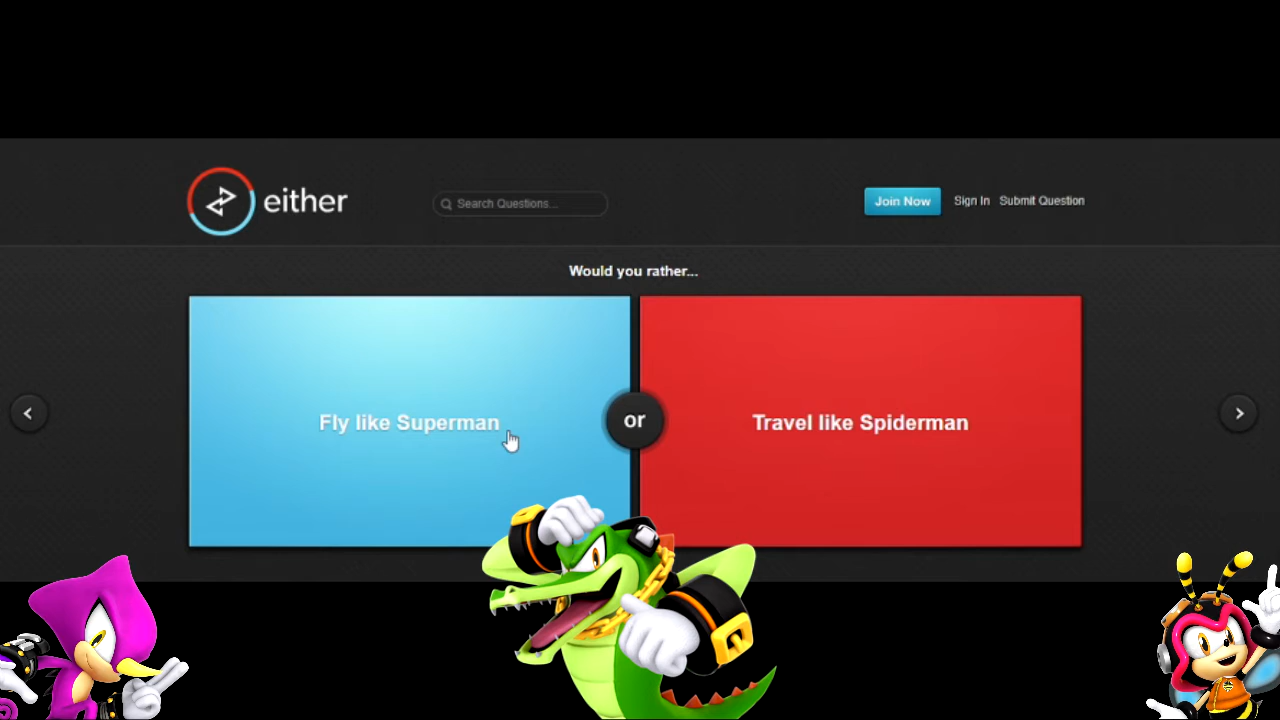 either
Search Questions...
Join Now
Sign In
Submit Question
Would you rather...
Fly like Superman
or
Travel like Spiderman